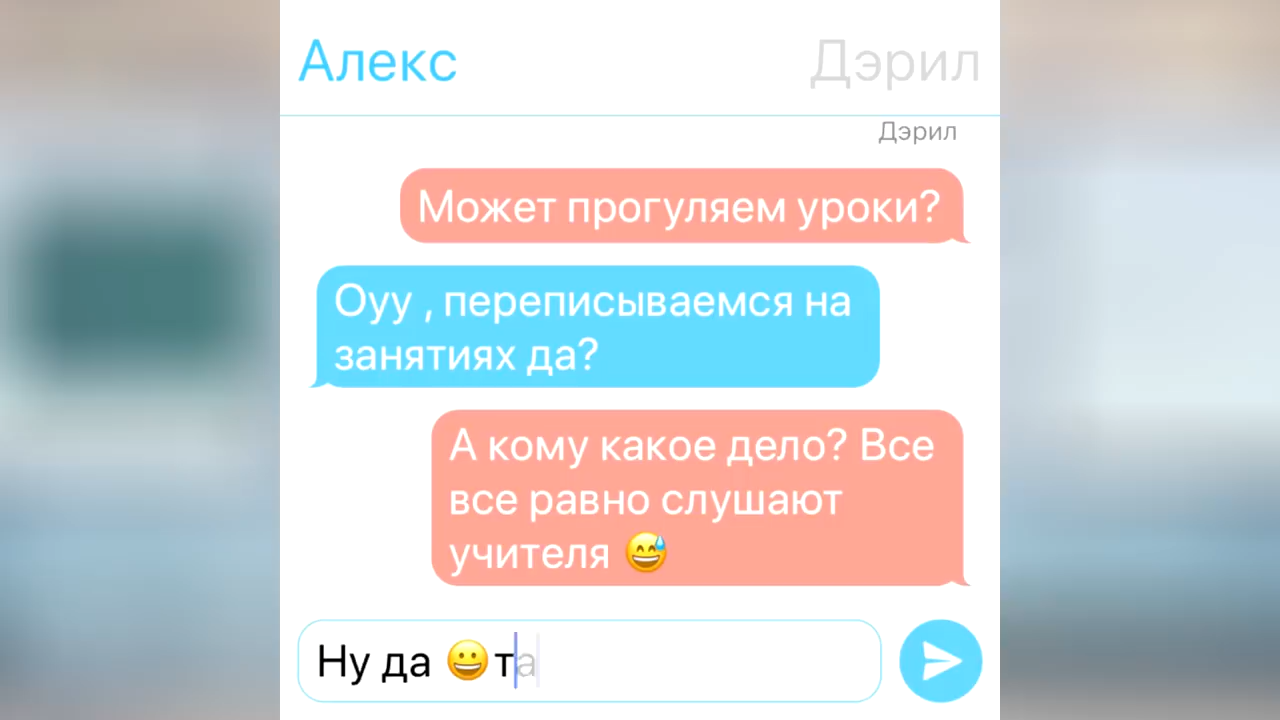 Алекс
Дэрил
Дэрил
Может прогуляем уроки?
Оуу , переписываемся на
занятиях да?
А кому какое дело? Все
все равно слушают
учителя 😅
Ну да 😀та